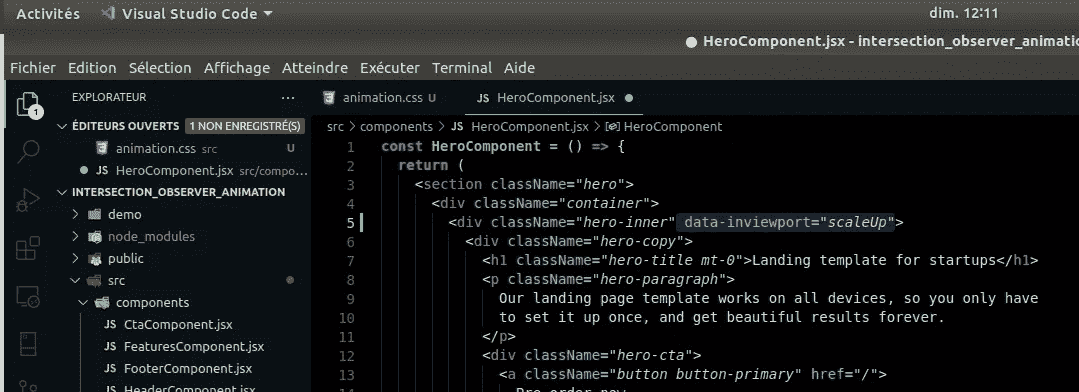 Activités Visual Studio Code dim. 12:11
HeroComponent.jsx - intersection_observer_animatio
Fichier Edition Sélection Affichage Atteindre Exécuter Terminal Aide
EXPLORATEUR ···
ÉDITEURS OUVERTS 1 NON ENREGISTRÉ(S)
animation.css src U
HeroComponent.jsx src/compo...
INTERSECTION_OBSERVER_ANIMATION
demo
node_modules
public
src
components
JS CtaComponent.jsx
JS FeaturesComponent.jsx
JS FooterComponent.jsx
JS HeaderComponent.jsx
1
animation.css U JS HeroComponent.jsx
src > components > JS HeroComponent.jsx > HeroComponent
1 const HeroComponent = () => {
2 return (
3 <section className="hero">
4 <div className="container">
5 <div className="hero-inner" data-inviewport="scaleUp">
6 <div className="hero-copy">
7 <h1 className="hero-title mt-0">Landing template for startups</h1>
8 <p className="hero-paragraph">
9 Our landing page template works on all devices, so you only have
10 to set it up once, and get beautiful results forever.
11 </p>
12 <div className="hero-cta">
13 <a className="button button-primary" href="/">
14 Pre-order now